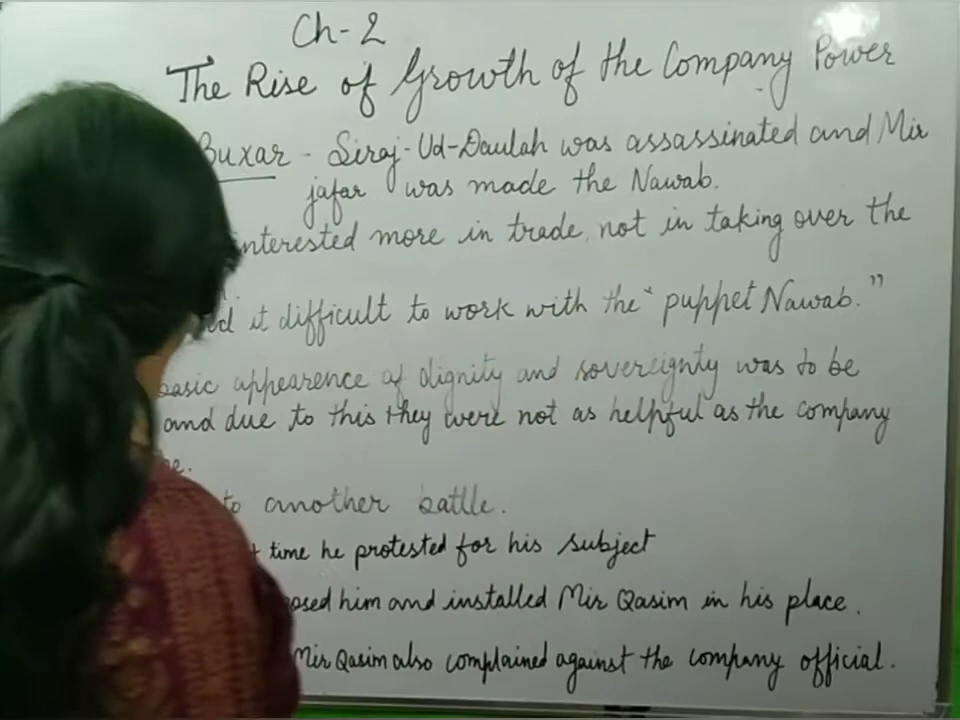 Ch-2
The Rise of Growth of the Company Power
Buxar - Siraj-Ud-Daulah was assassinated and Mir
jafar was made the Nawab.
interested more in trade, not in taking over the
it difficult to work with the "puppet Nawab."
basic appearence of dignity and sovereignty was to be
and due to this they were not as helpful as the company
to another battle.
time he protested for his subject
him and installed Mir Qasim in his place.
Mir Qasim also complained against the company official.